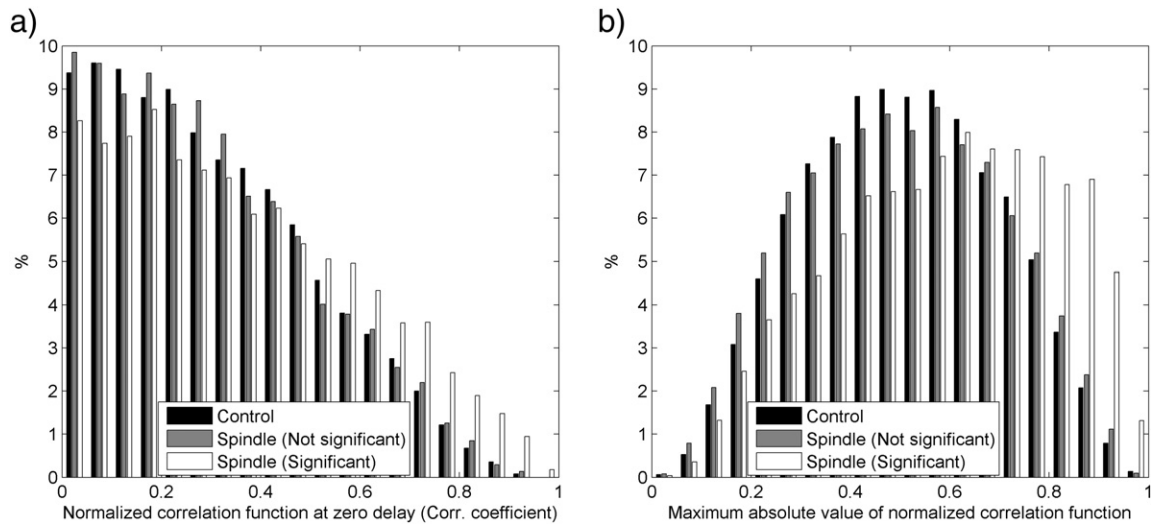 a)
10
9
8
7
6
5
4
3
2
1
0
%
Control
Spindle (Not significant)
Spindle (Significant)
0 0.2 0.4 0.6 0.8 1
Normalized correlation function at zero delay (Corr. coefficient)
b)
10
9
8
7
6
5
4
3
2
1
0
%
Control
Spindle (Not significant)
Spindle (Significant)
0 0.2 0.4 0.6 0.8 1
Maximum absolute value of normalized correlation function